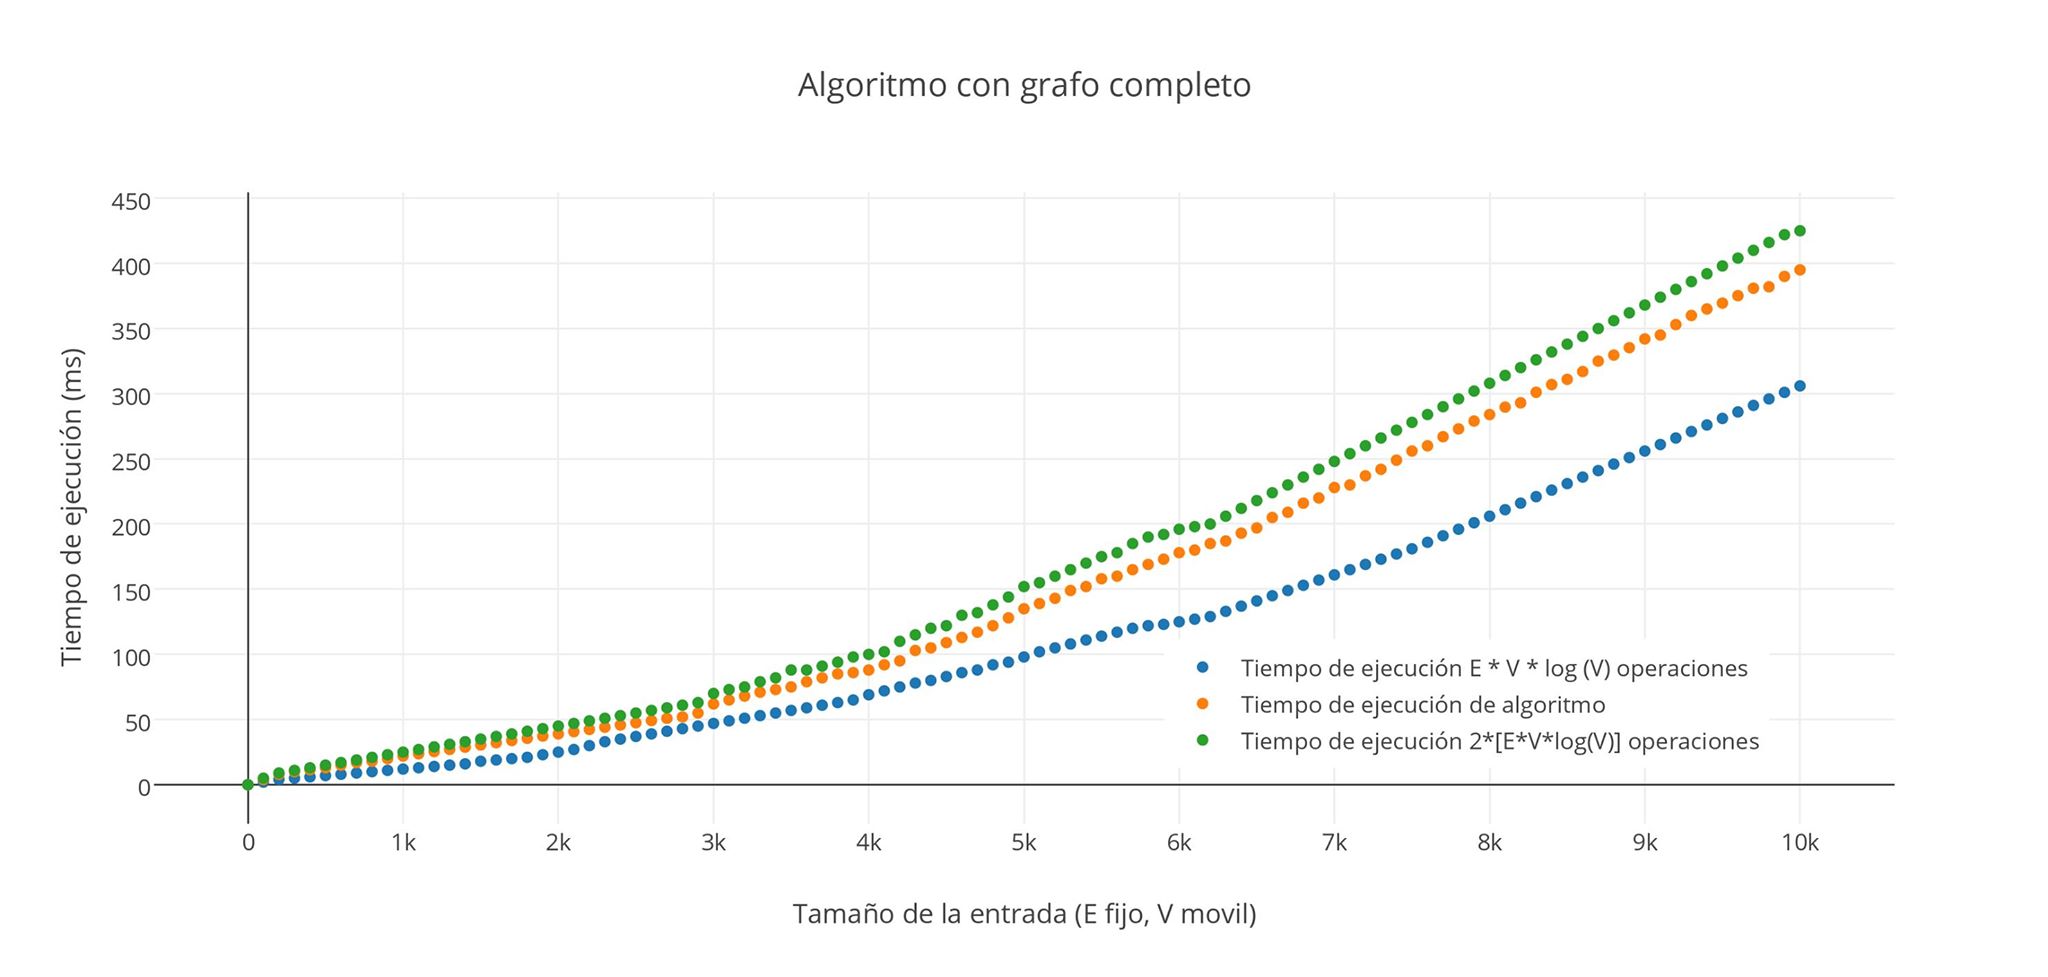 Algoritmo con grafo completo
450
400
350
300
250
200
150
100
50
0
Tiempo de ejecución (ms)
Tiempo de ejecución E * V * log (V) operaciones
Tiempo de ejecución de algoritmo
Tiempo de ejecución 2*[E*V*log(V)] operaciones
0 1k 2k 3k 4k 5k 6k 7k 8k 9k 10k
Tamaño de la entrada (E fijo, V movil)